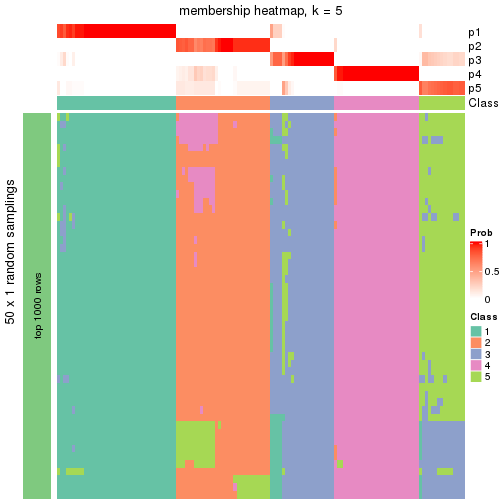 membership heatmap, k = 5
p1
p2
p3
p4
p5
Class
50 x 1 random samplings
top 1000 rows
Prob
1
0.5
0
Class
1
2
3
4
5